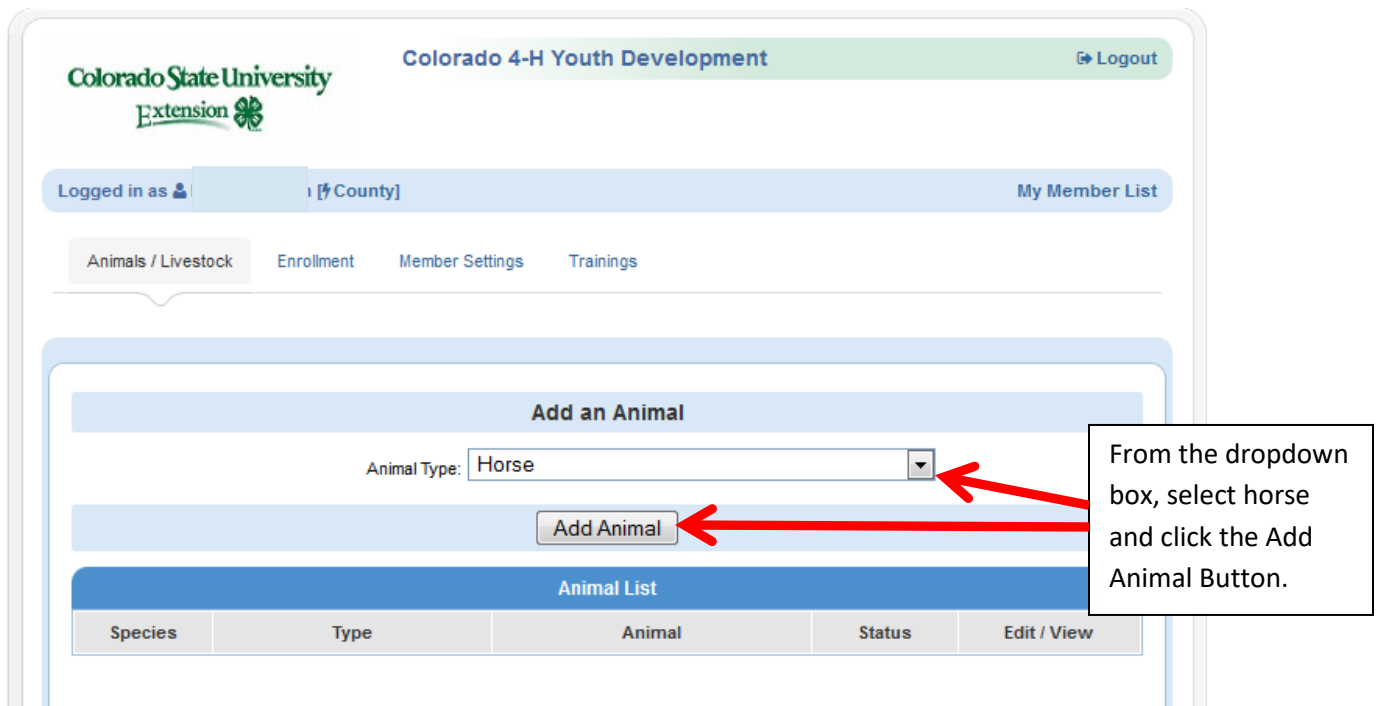 Colorado State University
Extension
Colorado 4-H Youth Development
Logout
Logged in as [County]
My Member List
Animals / Livestock Enrollment Member Settings Trainings
Add an Animal
Animal Type: Horse
Add Animal
From the dropdown
box, select horse
and click the Add
Animal Button.
Animal List
Species Type Animal Status Edit / View